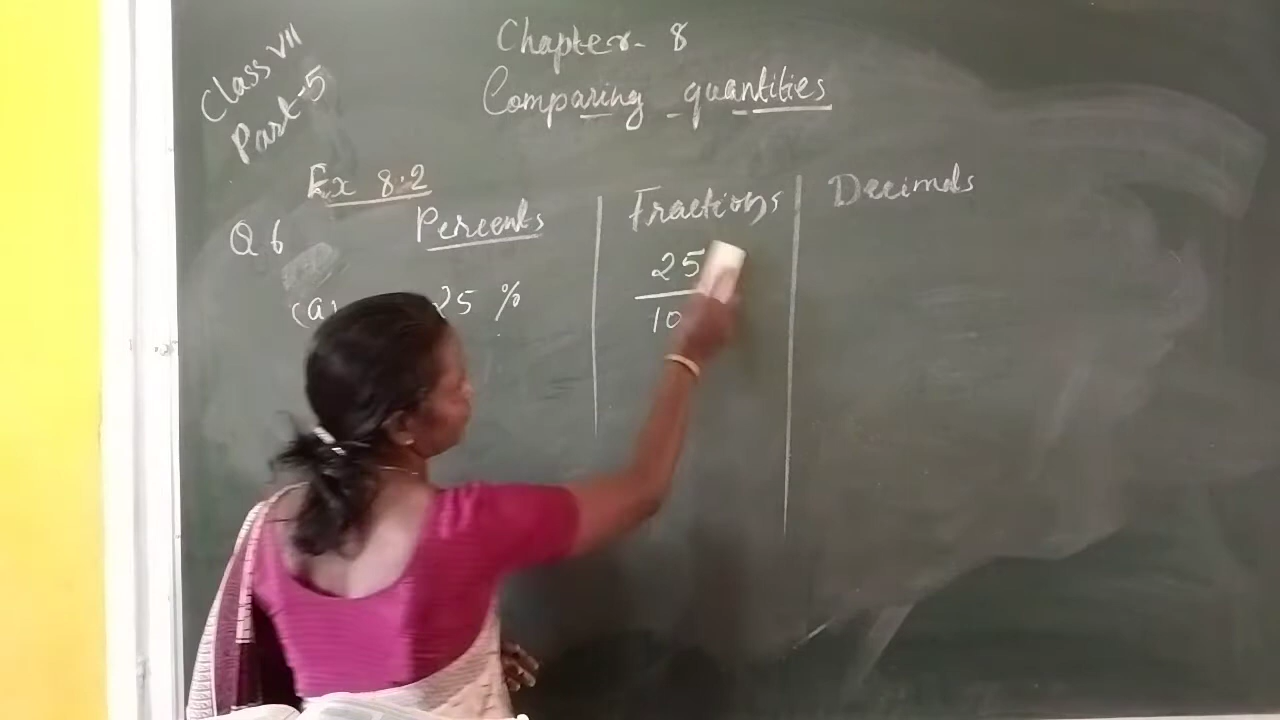 Class VII
Part-5
Chapter- 8
Comparing quantities
Ex 8.2
Q 6
Percents
Fractions
Decimals
(a)
25 %
25
10